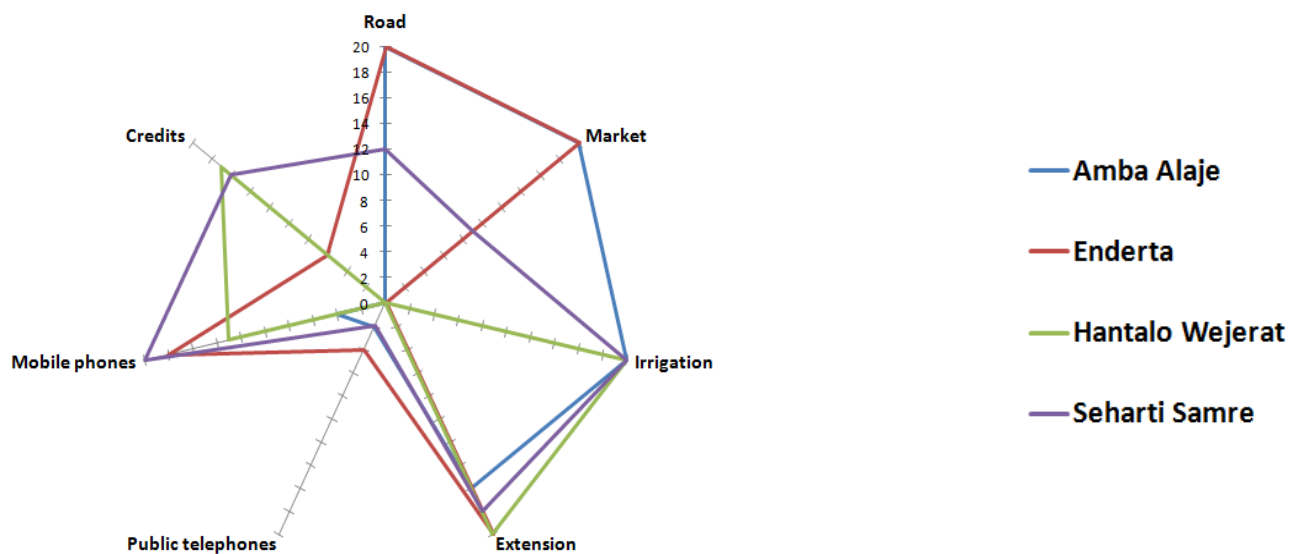 Road
20
18
16
14
12
10
8
6
4
2
0
Market
Irrigation
Extension
Public telephones
Mobile phones
Credits
Amba Alaje
Enderta
Hantalo Wejerat
Seharti Samre